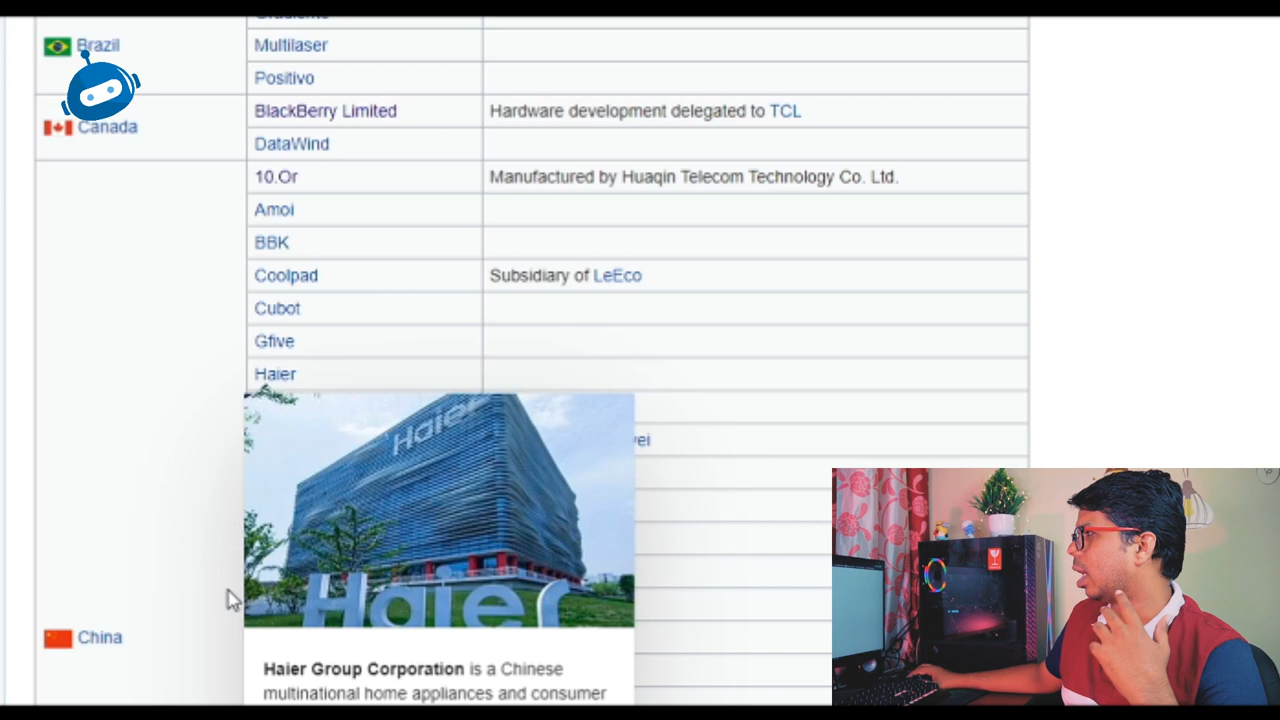 Brazil
Multilaser
Positivo
BlackBerry Limited Hardware development delegated to TCL
Canada
DataWind
10.Or Manufactured by Huaqin Telecom Technology Co. Ltd.
Amoi
BBK
Coolpad Subsidiary of LeEco
Cubot
Gfive
Haier
Haier
Haier
China
Haier Group Corporation is a Chinese
multinational home appliances and consumer